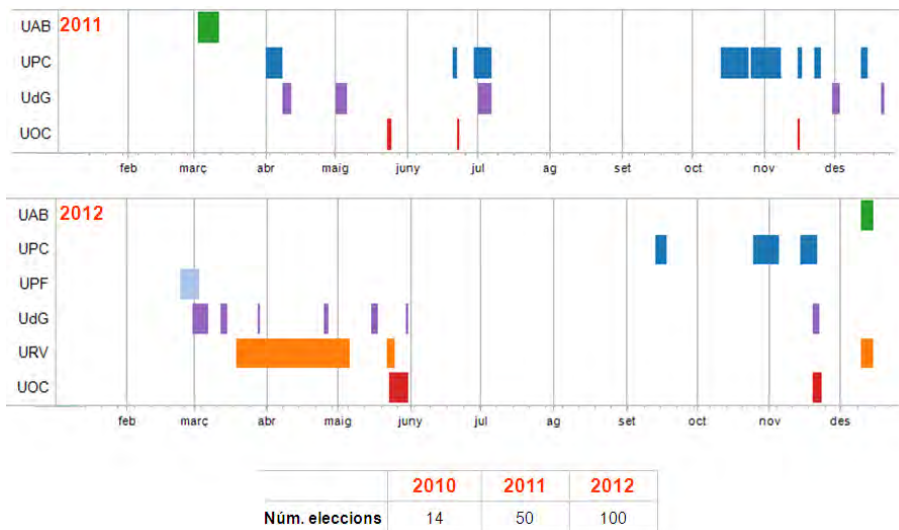 UAB 2011
UPC
UdG
UOC
feb març abr maig juny jul ag set oct nov des
UAB 2012
UPC
UPF
UdG
URV
UOC
feb març abr maig juny jul ag set oct nov des
2010 2011 2012
Núm. eleccions 14 50 100